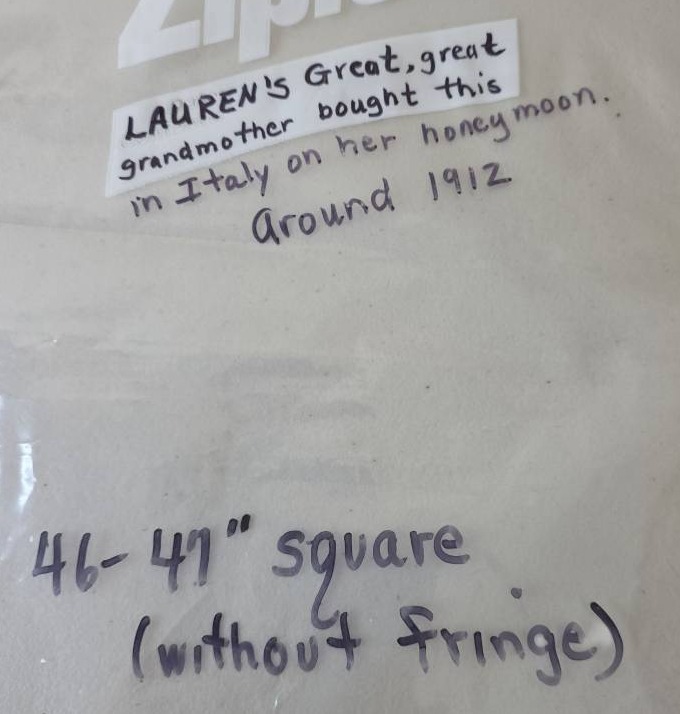 LAUREN'S Great, great
grandmother bought this
in Italy on her honeymoon.
around 1912
46-47" square
(without fringe)